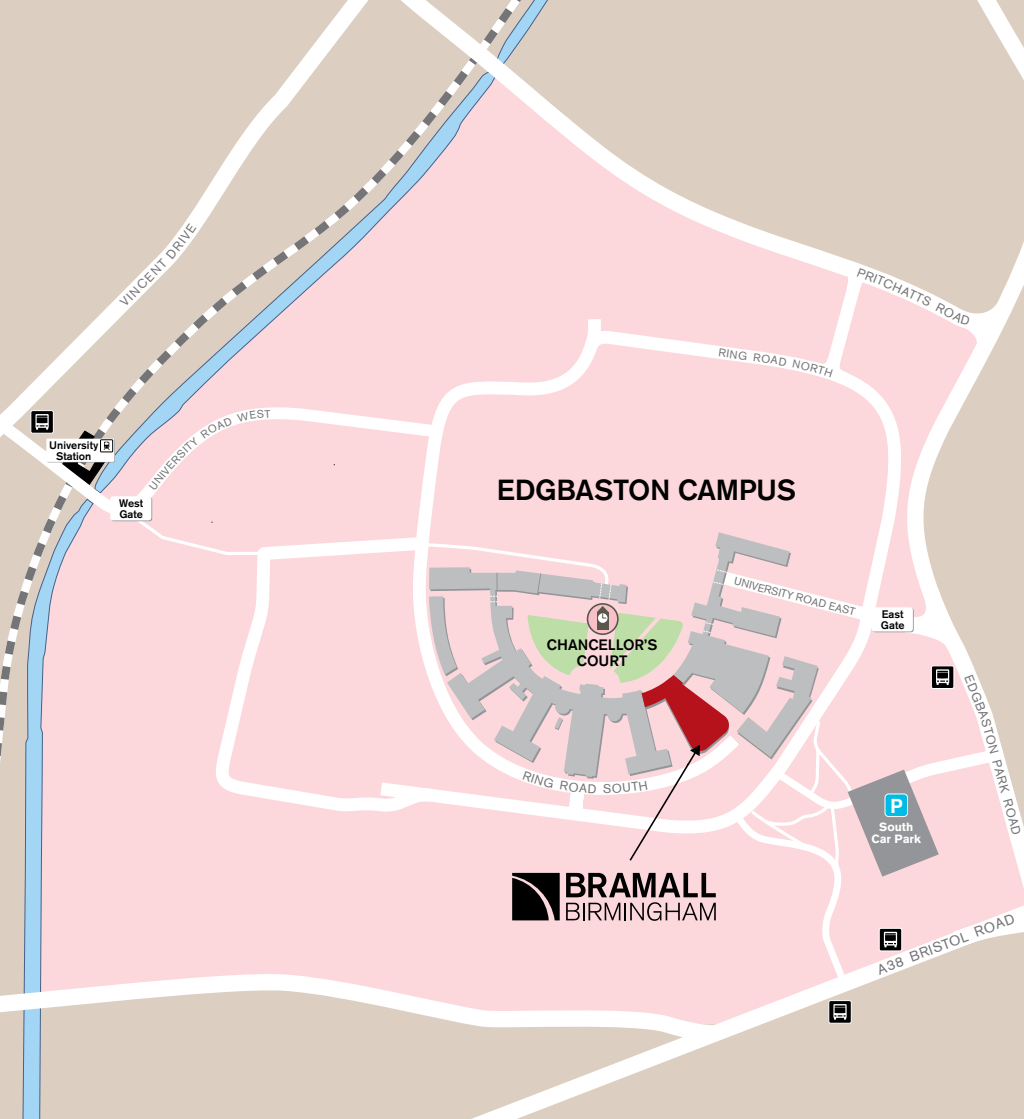 PRITCHATTS ROAD
VINCENT DRIVE
RING ROAD NORTH
UNIVERSITY ROAD WEST
University
Station
West
Gate
EDGBASTON CAMPUS
UNIVERSITY ROAD EAST
East
Gate
CHANCELLOR'S
COURT
EDGBASTON PARK ROAD
RING ROAD SOUTH
P
South
Car Park
BRAMALL
BIRMINGHAM
A38 BRISTOL ROAD